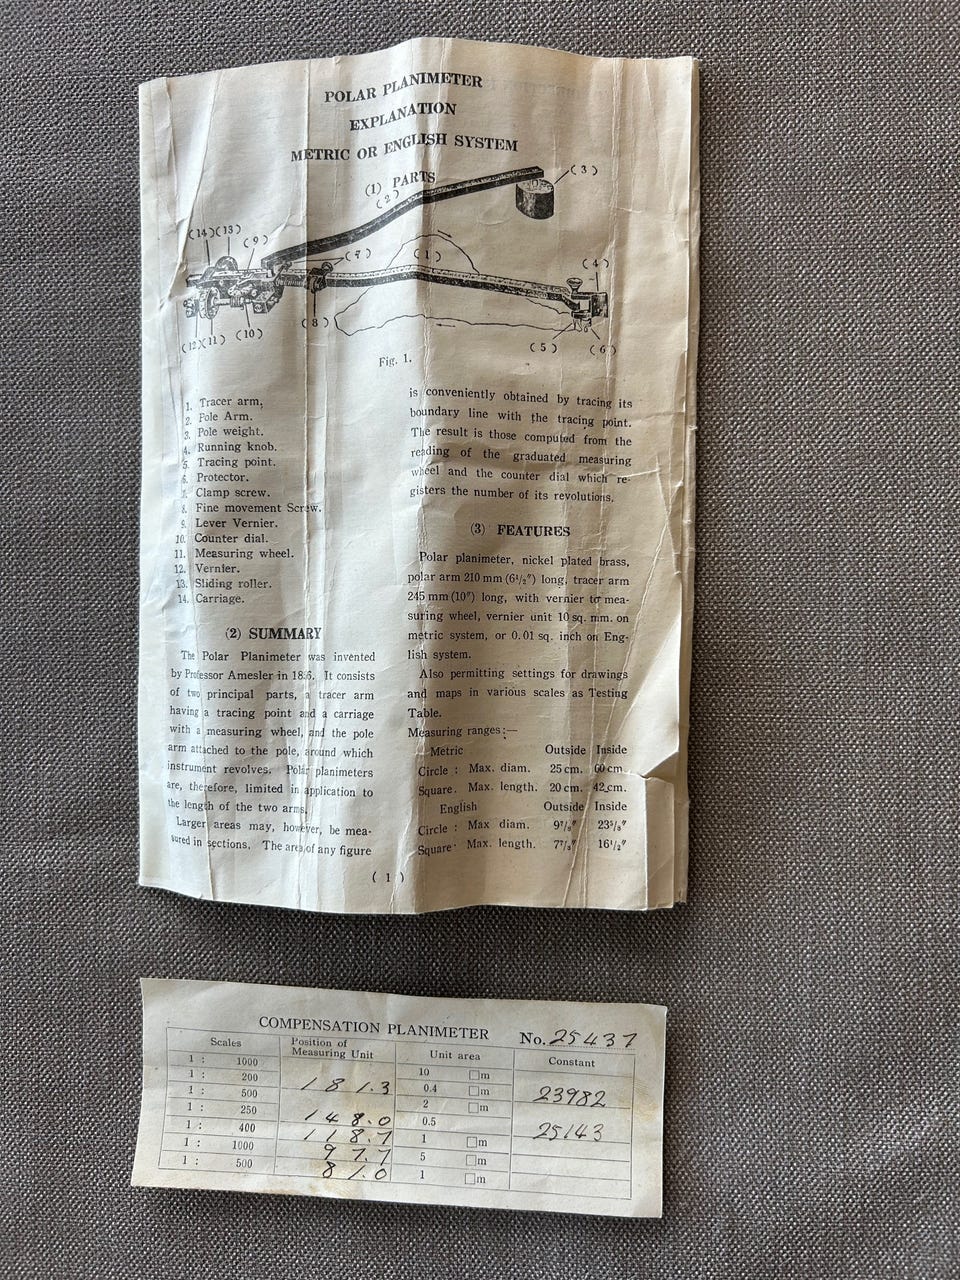 POLAR PLANIMETER
EXPLANATION
METRIC OR ENGLISH SYSTEM
(1) PARTS
(2)
(3)
(14)(13)
(9)
(7)
(1)
(4)
(12)(11)
(10)
(8)
(5)
(6)
Fig. 1.
1. Tracer arm,
2. Pole Arm.
3. Pole weight.
4. Running knob.
5. Tracing point.
6. Protector.
7. Clamp screw.
8. Fine movement Screw.
9. Lever Vernier.
10. Counter dial.
11. Measuring wheel.
12. Vernier.
13. Sliding roller.
14. Carriage.
(2) SUMMARY
The Polar Planimeter was invented
by Professor Amesler in 1856. It consists
of two principal parts, a tracer arm
having a tracing point and a carriage
with a measuring wheel, and the pole
arm attached to the pole, around which
instrument revolves. Polar planimeters
are, therefore, limited in application to
the length of the two arms.
Larger areas may, however, be mea-
sured in sections. The area of any figure
is conveniently obtained by tracing its
boundary line with the tracing point.
The result is those computed from the
reading of the graduated measuring
wheel and the counter dial which re-
gisters the number of its revolutions,
(3) FEATURES
Polar planimeter, nickel plated brass,
polar arm 210 mm (6¹/₂″) long, tracer arm
245 mm (10″) long, with vernier to mea-
suring wheel, vernier unit 10 sq. mm. on
metric system, or 0.01 sq. inch on Eng-
lish system.
Also permitting settings for drawings
and maps in various scales as Testing
Table.
Measuring ranges:—
Metric Outside Inside
Circle : Max. diam. 25 cm. 60 cm.
Square. Max. length. 20 cm. 42 cm.
English Outside Inside
Circle : Max diam. 9⁷/₈″ 23⁵/₈″
Square. Max. length. 7⁷/₈″ 16¹/₂″
(1)
COMPENSATION PLANIMETER No. 25437
Scales Position of Measuring Unit Unit area Constant
1 : 1000 10 □m
1 : 200 181.3 0.4 □m 23982
1 : 500 2 □m
1 : 250 148.0 0.5 25143
1 : 400 118.7 1 □m
1 : 1000 97.7 5 □m
1 : 500 81.0 1 □m